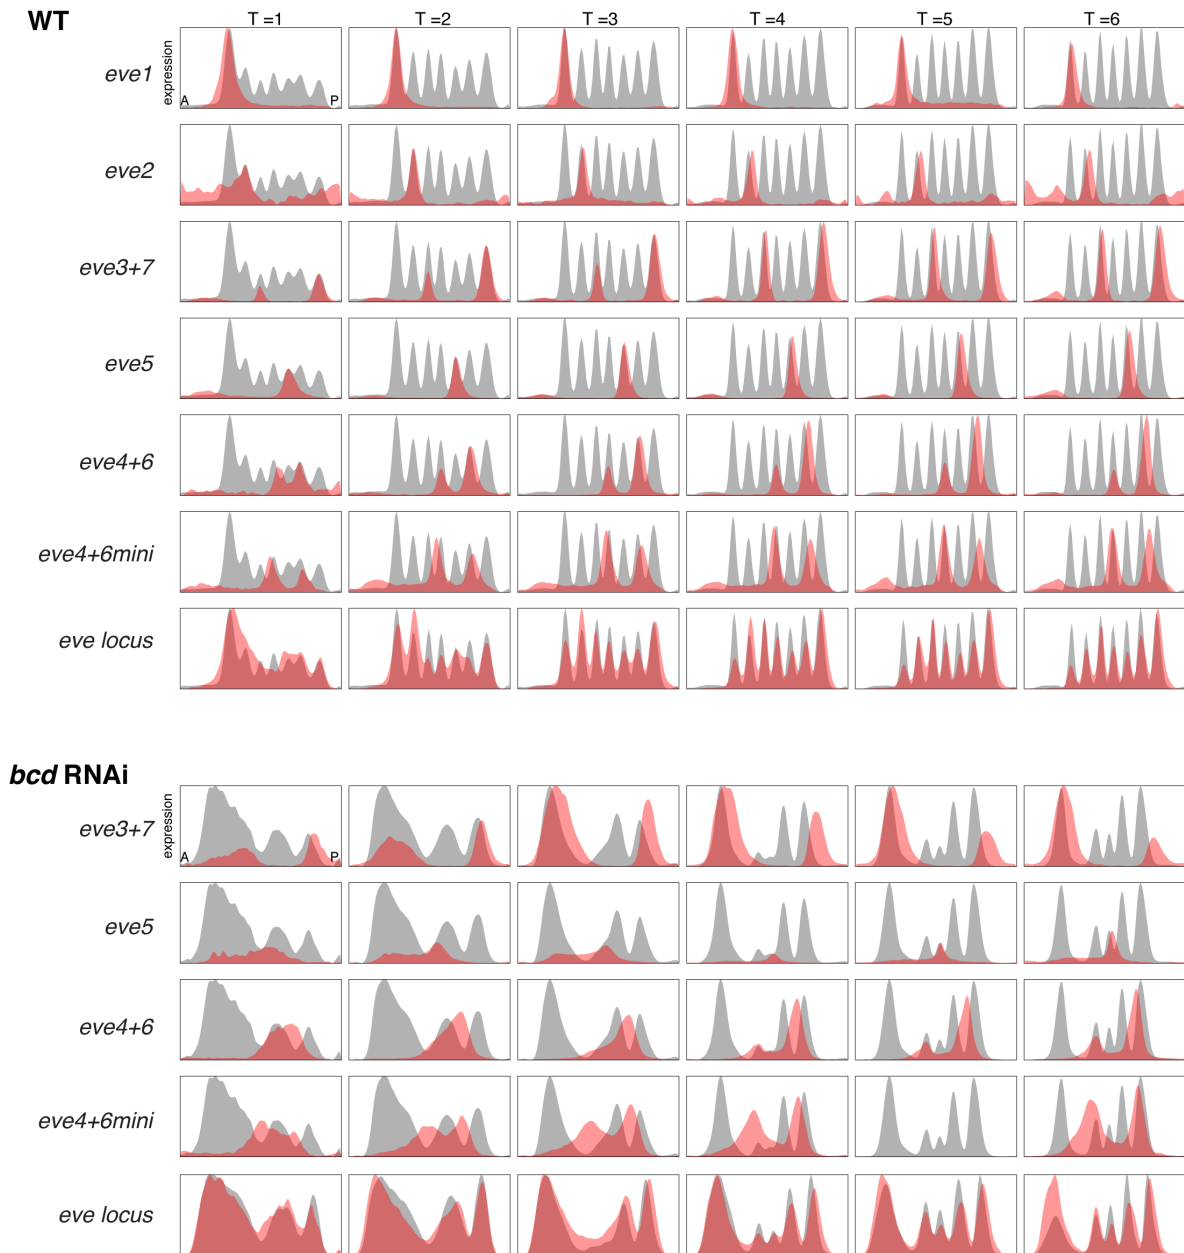 WT
T =1 T =2 T =3 T =4 T =5 T =6
eve1
expression
A P
eve2
eve3+7
eve5
eve4+6
eve4+6mini
eve locus
bcd RNAi
eve3+7
expression
A P
eve5
eve4+6
eve4+6mini
eve locus